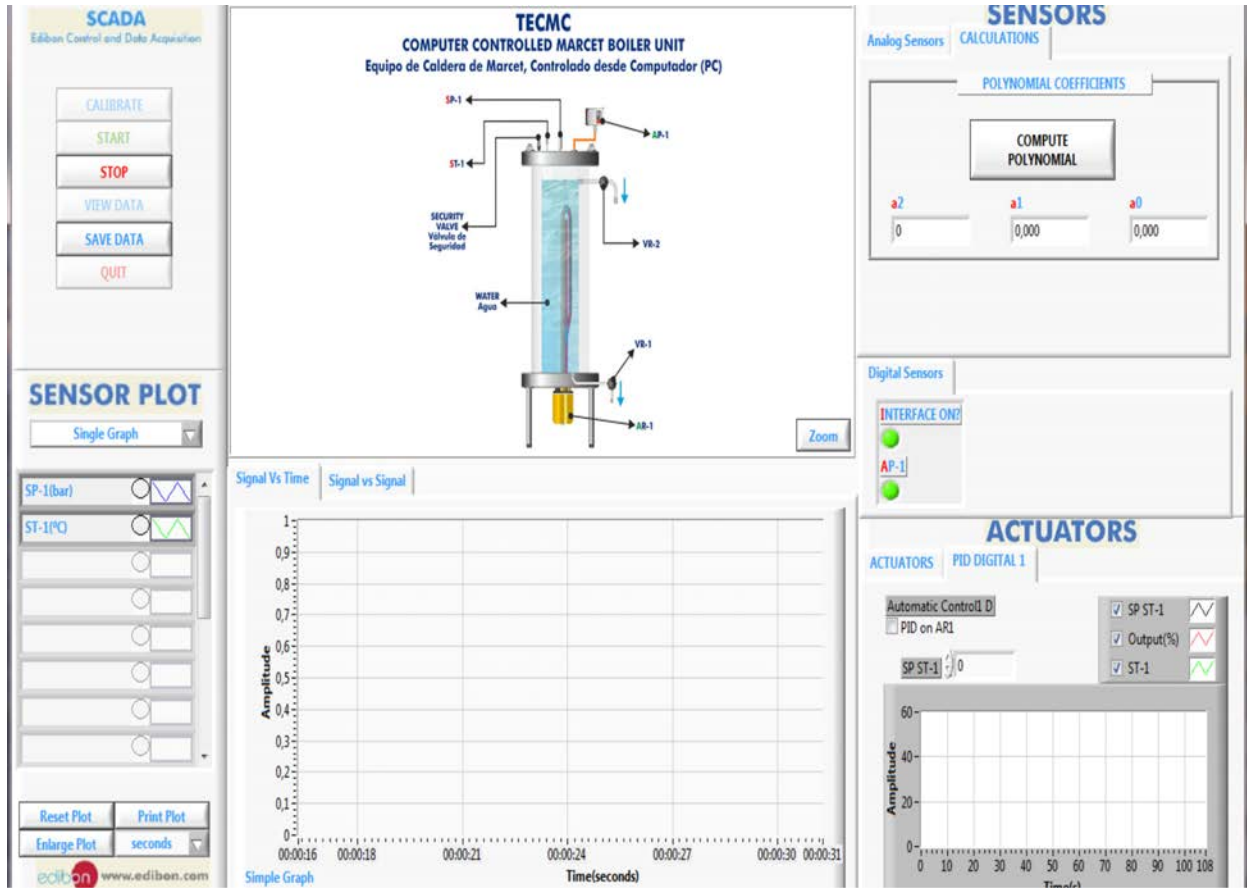 SCADA
Edibon Control and Data Acquisition
CALIBRATE
START
STOP
VIEW DATA
SAVE DATA
QUIT
SENSOR PLOT
Single Graph
SP-1(bar)
ST-1(ºC)
Reset Plot
Print Plot
Enlarge Plot
seconds
edibon www.edibon.com
TECMC
COMPUTER CONTROLLED MARCET BOILER UNIT
Equipo de Caldera de Marcet, Controlado desde Computador (PC)
SP-1
AP-1
ST-1
SECURITY
VALVE
Válvula de
Seguridad
VR-2
WATER
Agua
VR-1
AR-1
Zoom
Signal Vs Time
Signal vs Signal
Amplitude
1
0,9
0,8
0,7
0,6
0,5
0,4
0,3
0,2
0,1
0
00:00:16 00:00:18 00:00:21 00:00:24 00:00:27 00:00:30 00:00:31
Simple Graph
Time(seconds)
SENSORS
Analog Sensors
CALCULATIONS
POLYNOMIAL COEFFICIENTS
COMPUTE
POLYNOMIAL
a2 a1 a0
0 0,000 0,000
Digital Sensors
INTERFACE ON?
AP-1
ACTUATORS
ACTUATORS
PID DIGITAL 1
Automatic Control1 D
PID on AR1
SP ST-1 0
SP ST-1
Output(%)
ST-1
Amplitude
60
40
20
0
0 10 20 30 40 50 60 70 80 90 100 108
Time(s)